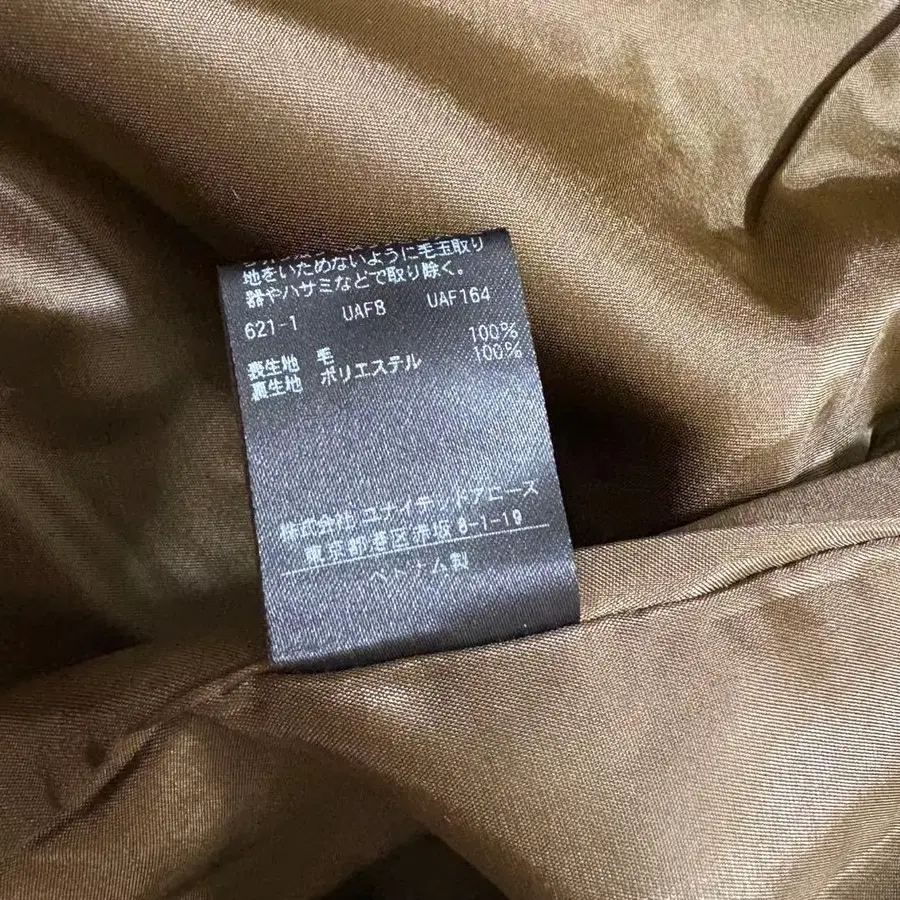 地をいためないように毛玉取り
器やハサミなどで取り除く。
621-1 UAF8 UAF164
表生地 毛 100%
裏生地 ポリエステル 100%
株式会社 ユナイテッドアローズ
東京都港区赤坂 8-1-19
ベトナム製